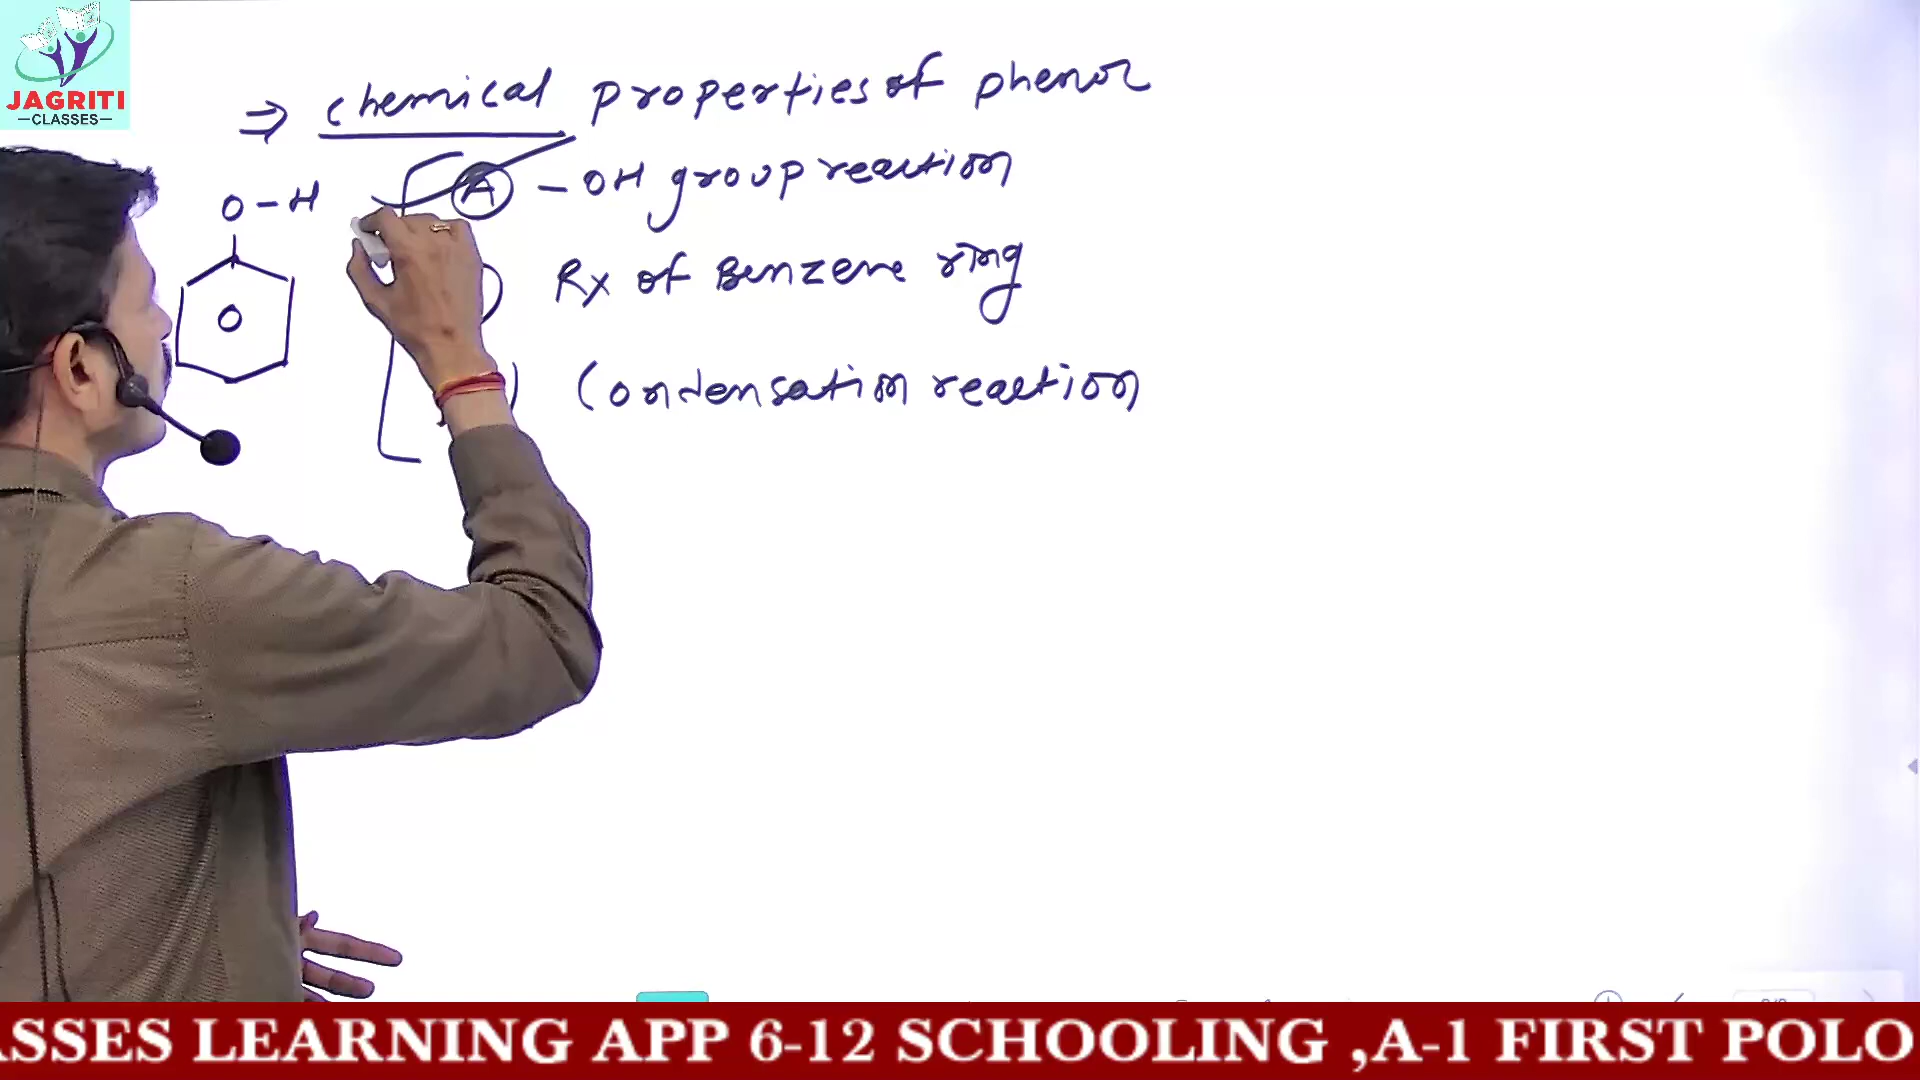 JAGRITI
—CLASSES—
⇒ chemical properties of phenol
(A) - OH group reaction
O-H
Rx of Benzene ring
Condensation reaction
ASSES LEARNING APP 6-12 SCHOOLING ,A-1 FIRST POLO